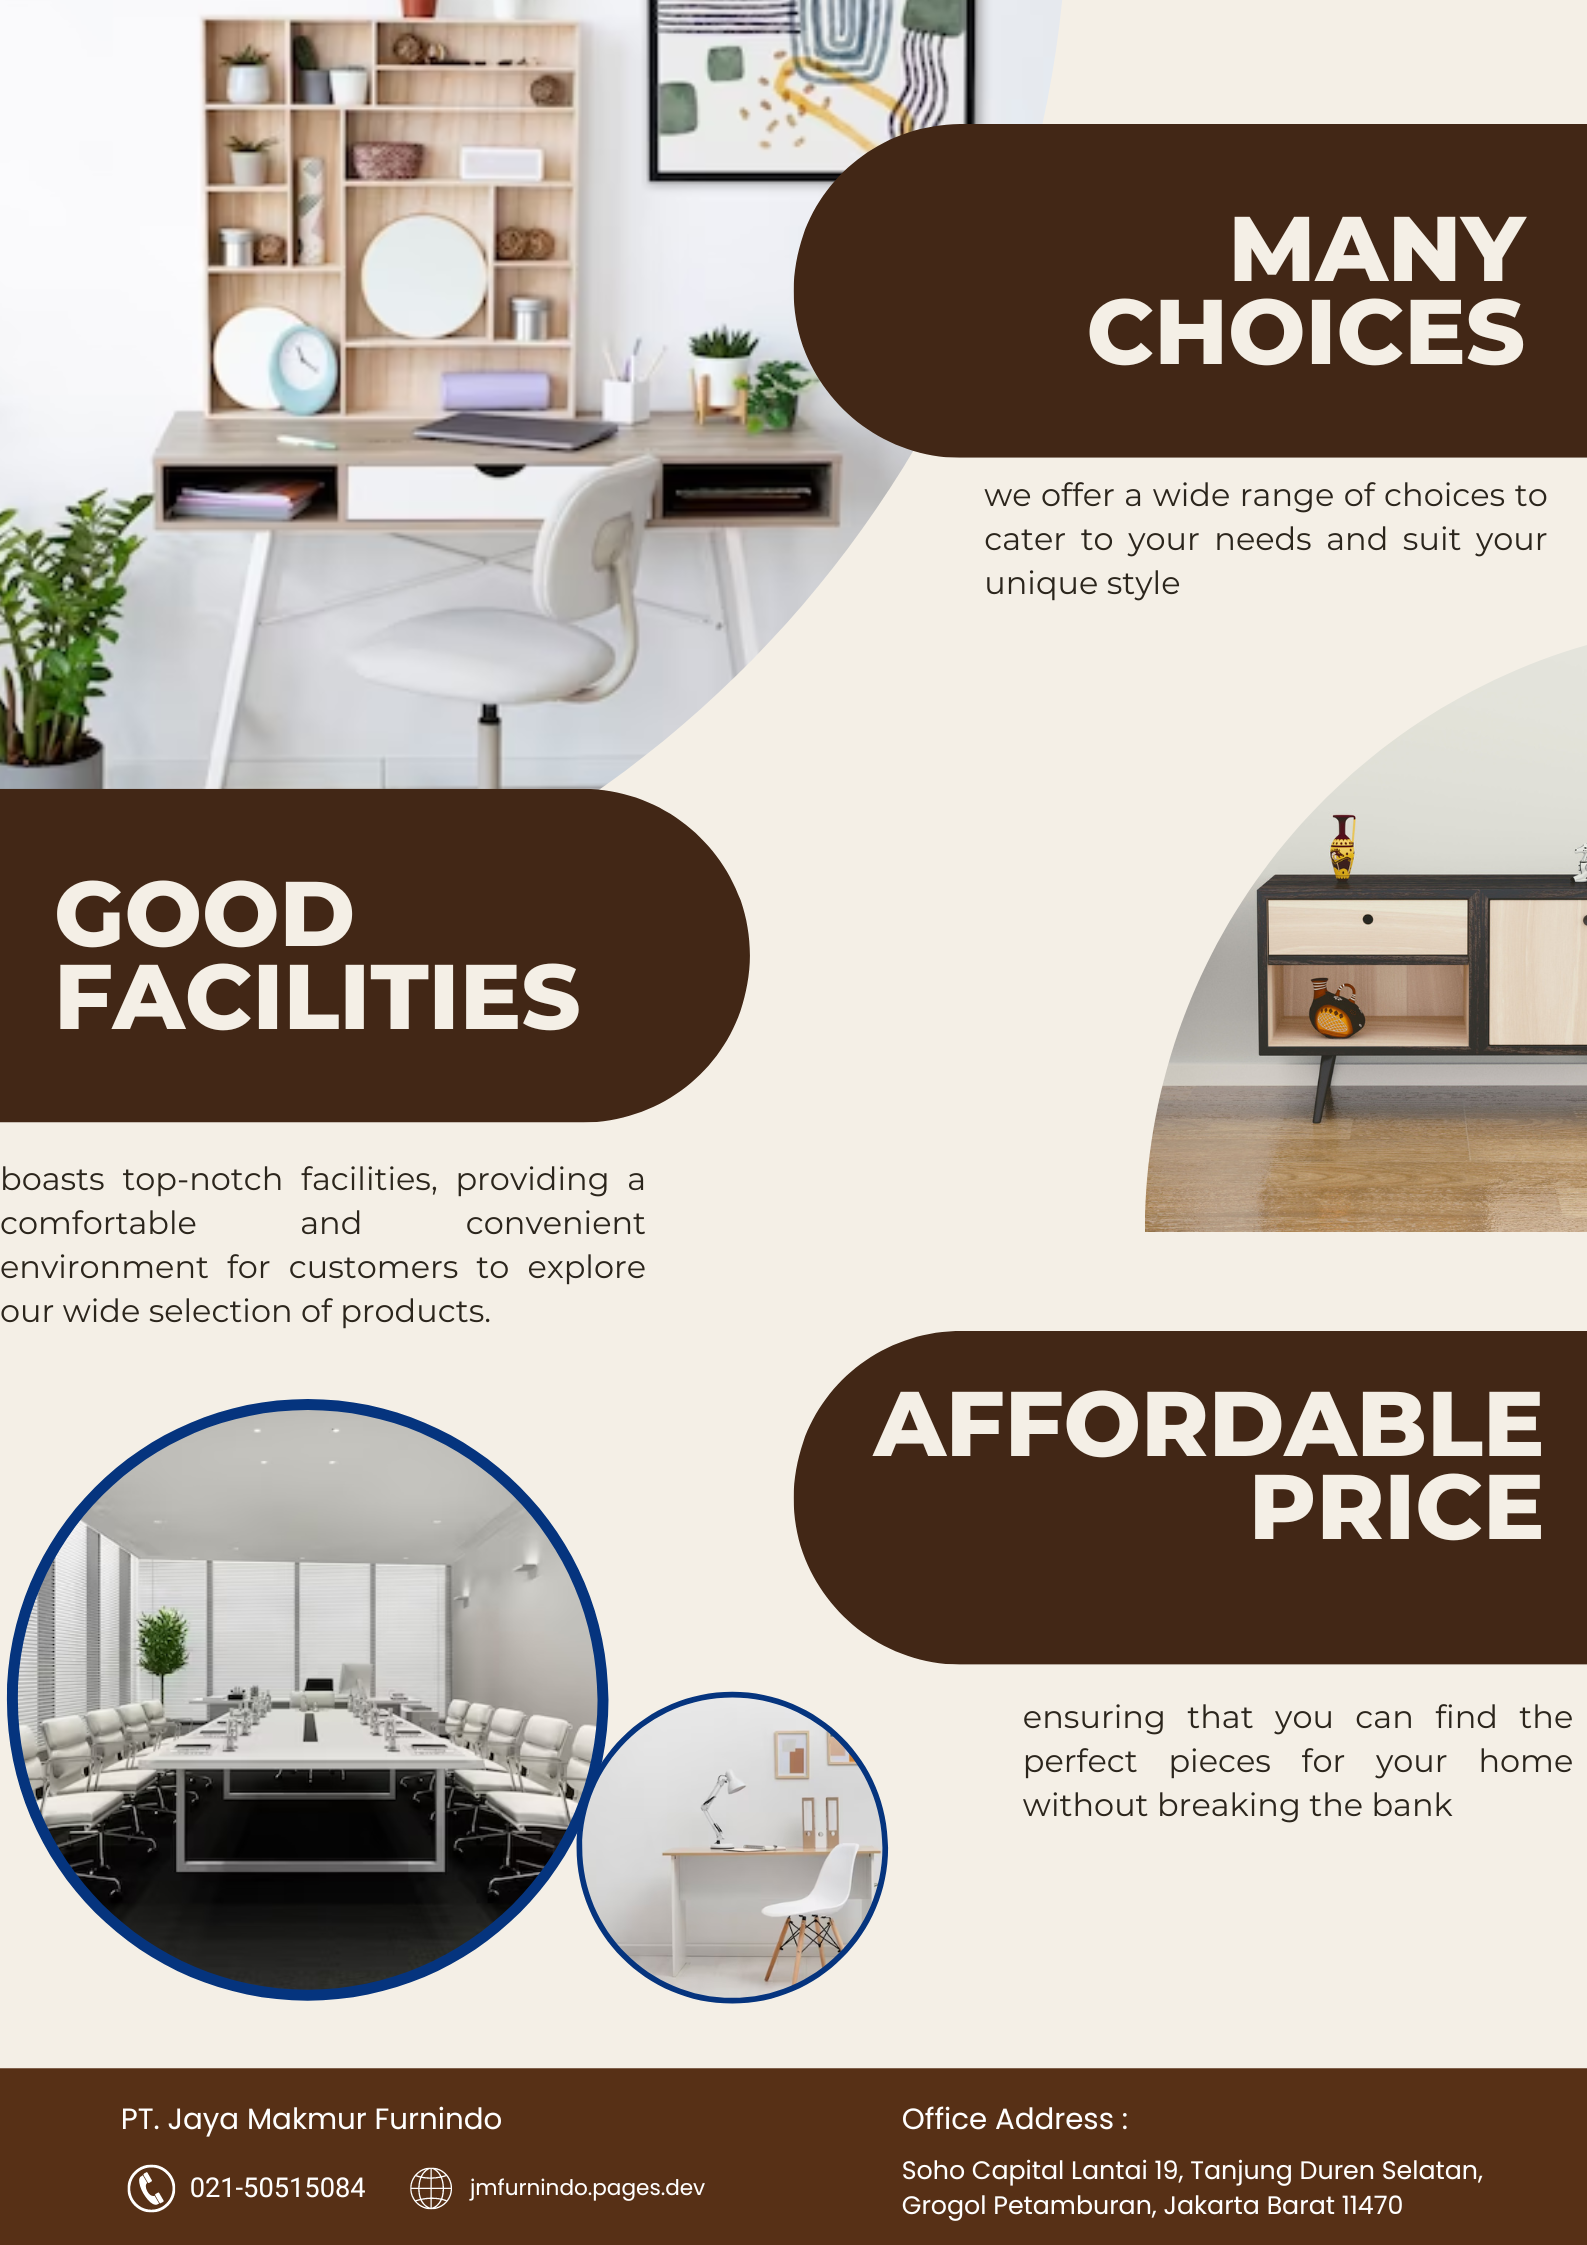 MANY
CHOICES
we offer a wide range of choices to
cater to your needs and suit your
unique style
GOOD
FACILITIES
boasts top-notch facilities, providing a
comfortable and convenient
environment for customers to explore
our wide selection of products.
AFFORDABLE
PRICE
ensuring that you can find the
perfect pieces for your home
without breaking the bank
PT. Jaya Makmur Furnindo
021-50515084
jmfurnindo.pages.dev
Office Address :
Soho Capital Lantai 19, Tanjung Duren Selatan,
Grogol Petamburan, Jakarta Barat 11470